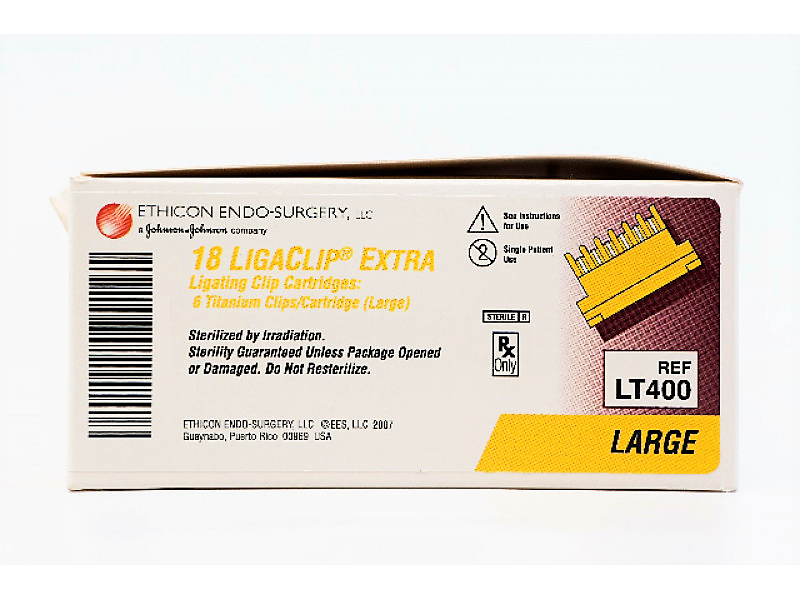 ETHICON ENDO-SURGERY, LLC
a Johnson & Johnson company
18 LIGACLIP® EXTRA
Ligating Clip Cartridges:
6 Titanium Clips/Cartridge (Large)
Sterilized by Irradiation.
Sterility Guaranteed Unless Package Opened
or Damaged. Do Not Resterilize.
ETHICON ENDO-SURGERY, LLC ©EES, LLC 2007
Guaynabo, Puerto Rico 00969 USA
See Instructions
for Use
2
Single Patient
Use
STERILE R
Rx
Only
REF
LT400
LARGE